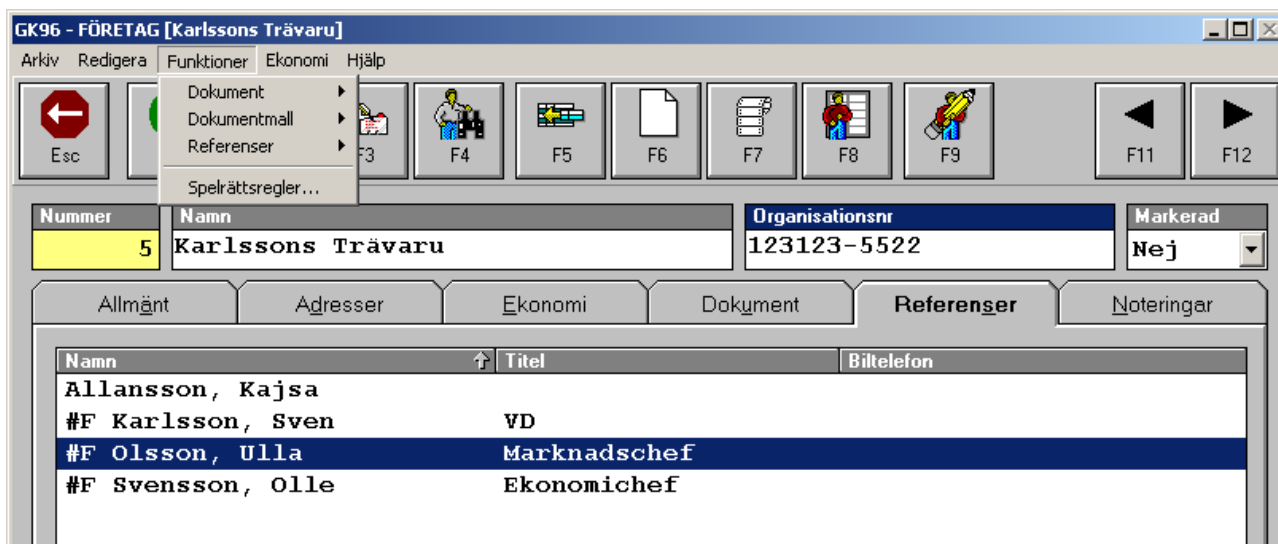 GK96 - FÖRETAG [Karlssons Trävaru]
Arkiv Redigera Funktioner Ekonomi Hjälp
Dokument
Dokumentmall
Referenser
Spelrättsregler...
Esc F3 F4 F5 F6 F7 F8 F9 F11 F12
Nummer Namn Organisationsnr Markerad
5 Karlssons Trävaru 123123-5522 Nej
Allmänt Adresser Ekonomi Dokument Referenser Noteringar
Namn Titel Biltelefon
Allansson, Kajsa
#F Karlsson, Sven VD
#F Olsson, Ulla Marknadschef
#F Svensson, Olle Ekonomichef